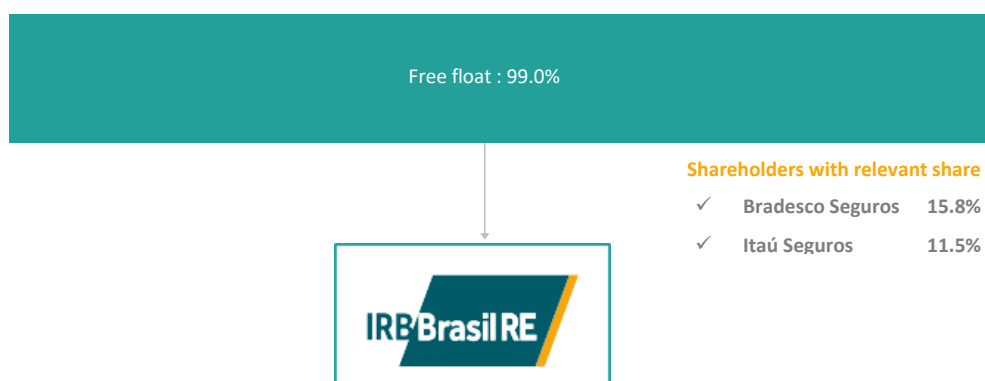 Free float : 99.0%
Shareholders with relevant share
✓ Bradesco Seguros 15.8%
✓ Itaú Seguros 11.5%
IRB Brasil RE